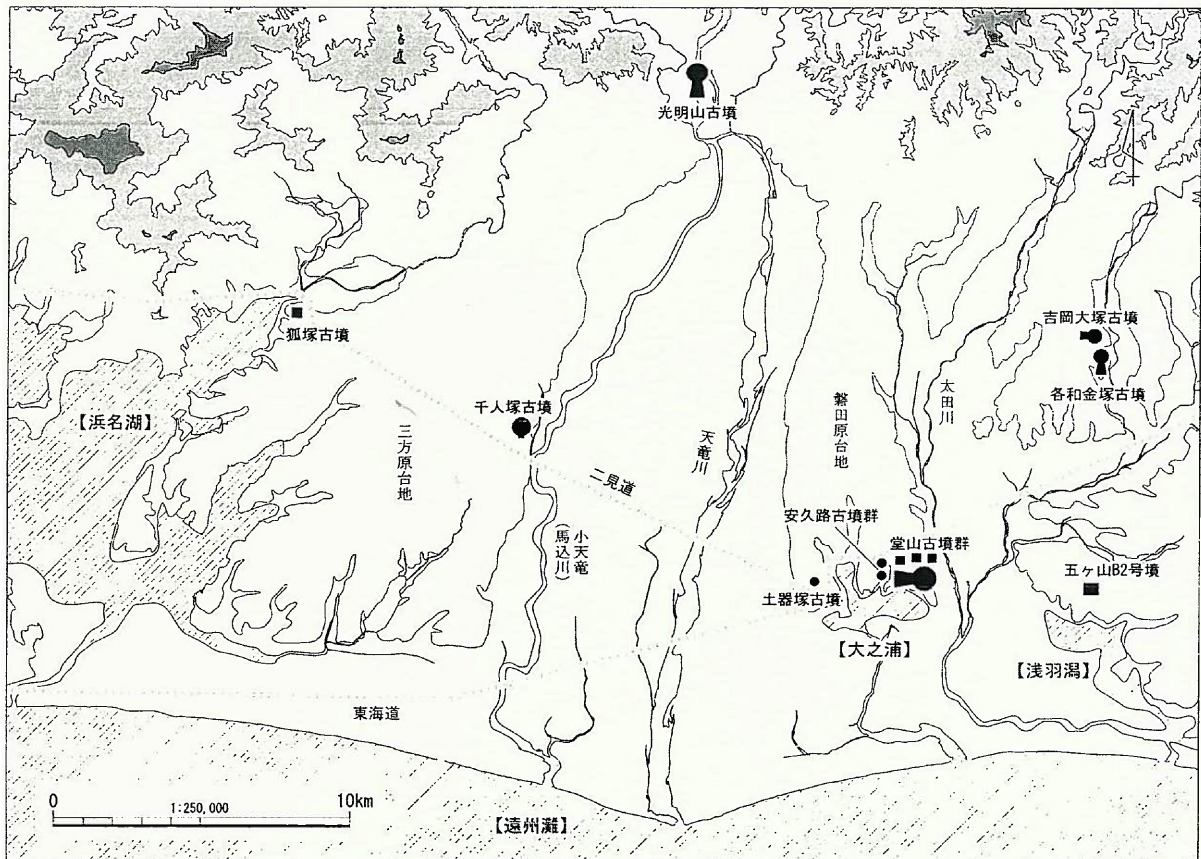 光明山古墳
吉岡大塚古墳
狐塚古墳
各和金塚古墳
千人塚古墳
【浜名湖】
三方原台地
二見道
天竜川
磐田原台地
太田川
安久路古墳群
堂山古墳群
小天竜
(馬込川)
土器塚古墳
五ヶ山B2号墳
【大之浦】
【浅羽潟】
東海道
0
1:250,000
10km
【遠州灘】